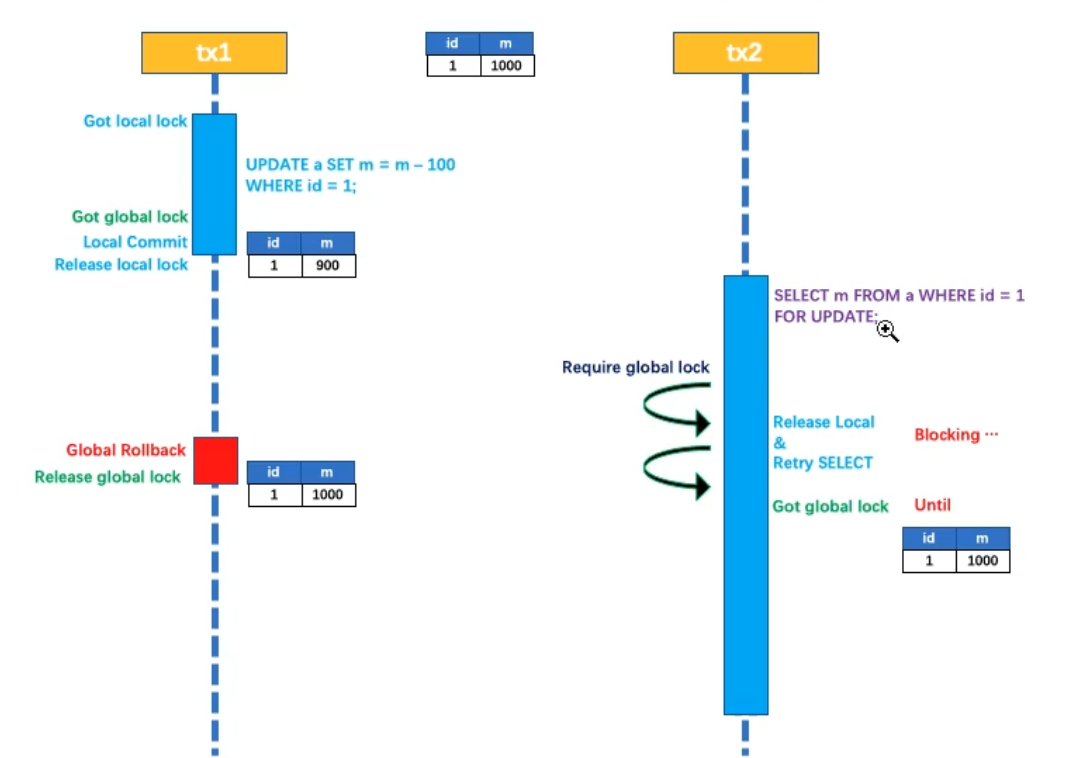 tx1
id m
1 1000
tx2
Got local lock
UPDATE a SET m = m – 100
WHERE id = 1;
Got global lock
Local Commit
Release local lock
id m
1 900
SELECT m FROM a WHERE id = 1
FOR UPDATE;
Require global lock
Release Local
&
Retry SELECT
Blocking ···
Global Rollback
Release global lock
id m
1 1000
Got global lock
Until
id m
1 1000